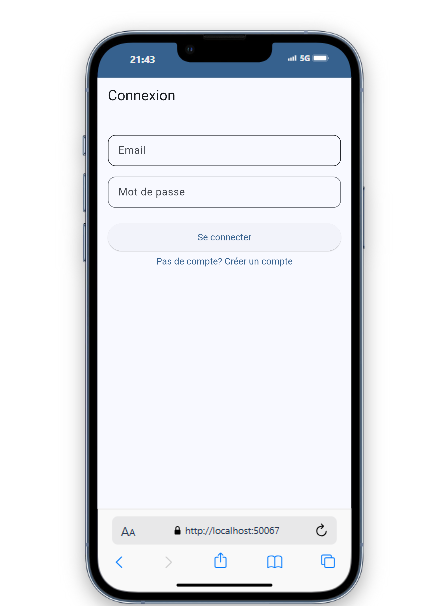 21:43
5G
Connexion
Email
Mot de passe
Se connecter
Pas de compte? Créer un compte
AA
http://localhost:50067